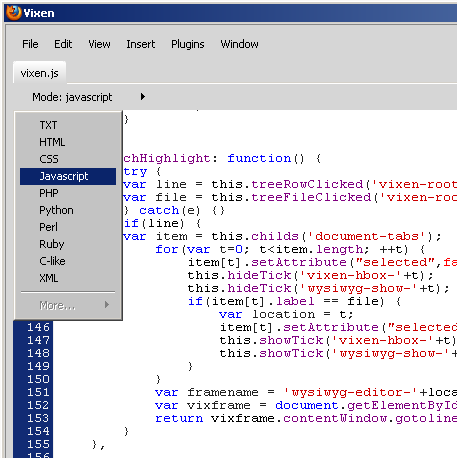 Vixen
File Edit View Insert Plugins Window
vixen.js
Mode: javascript
TXT
HTML
CSS
Javascript
PHP
Python
Perl
Ruby
C-like
XML
More...
}
chHighlight: function() {
try {
var line = this.treeRowClicked('vixen-root
var file = this.treeFileClicked('vixen-roo
} catch(e) {}
if(line) {
var item = this.childs('document-tabs');
for(var t=0; t<item.length; ++t) {
item[t].setAttribute("selected",fa
this.hideTick('vixen-hbox-'+t);
this.hideTick('wysiwyg-show-'+t);
if(item[t].label == file) {
var location = t;
146 item[t].setAttribute("selected
147 this.showTick('vixen-hbox-'+t)
148 this.showTick('wysiwyg-show-'+
149 }
150 }
151 var framename = 'wysiwyg-editor-'+loca
152 var vixframe = document.getElementById
153 return vixframe.contentWindow.gotoline
154 }
155 },
156